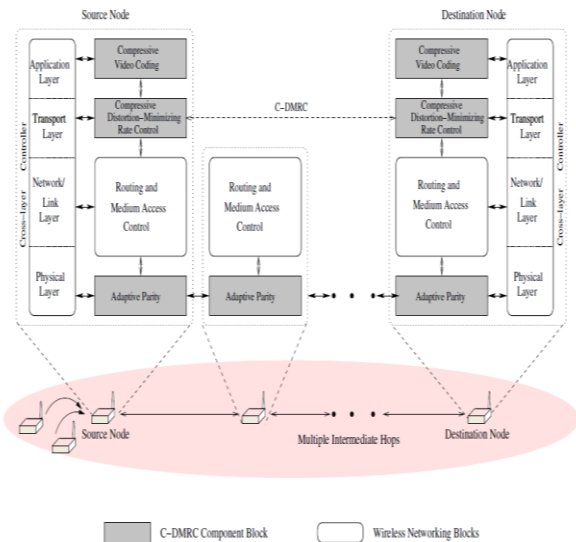 Source Node
Destination Node
Application
Layer
Transport
Layer
Network/
Link
Layer
Physical
Layer
Cross-layer Controller
Compressive
Video Coding
Compressive
Distortion-Minimizing
Rate Control
Routing and
Medium Access
Control
Adaptive Parity
C-DMRC
Routing and
Medium Access
Control
Adaptive Parity
Compressive
Video Coding
Compressive
Distortion-Minimizing
Rate Control
Routing and
Medium Access
Control
Adaptive Parity
Application
Layer
Transport
Layer
Network/
Link
Layer
Physical
Layer
Cross-layer Controller
Source Node
Multiple Intermediate Hops
Destination Node
C-DMRC Component Block
Wireless Networking Blocks